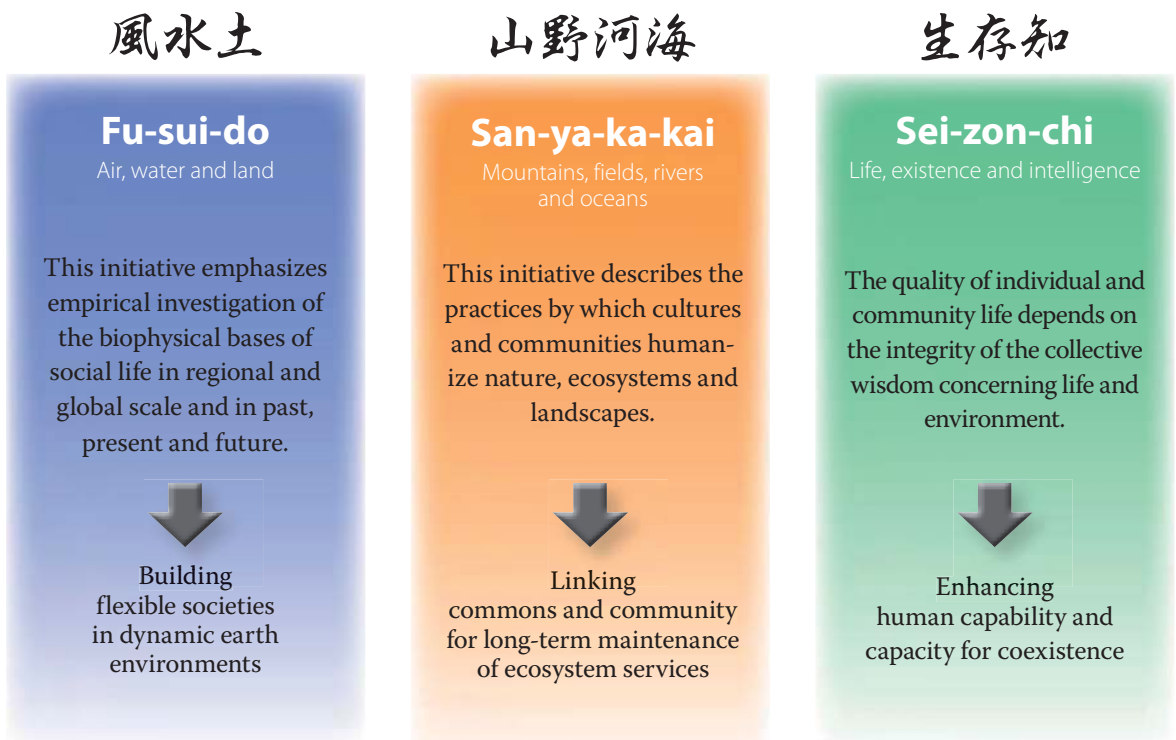 風水土
Fu-sui-do
Air, water and land
This initiative emphasizes
empirical investigation of
the biophysical bases of
social life in regional and
global scale and in past,
present and future.
Building
flexible societies
in dynamic earth
environments
山野河海
San-ya-ka-kai
Mountains, fields, rivers
and oceans
This initiative describes the
practices by which cultures
and communities human-
ize nature, ecosystems and
landscapes.
Linking
commons and community
for long-term maintenance
of ecosystem services
生存知
Sei-zon-chi
Life, existence and intelligence
The quality of individual and
community life depends on
the integrity of the collective
wisdom concerning life and
environment.
Enhancing
human capability and
capacity for coexistence